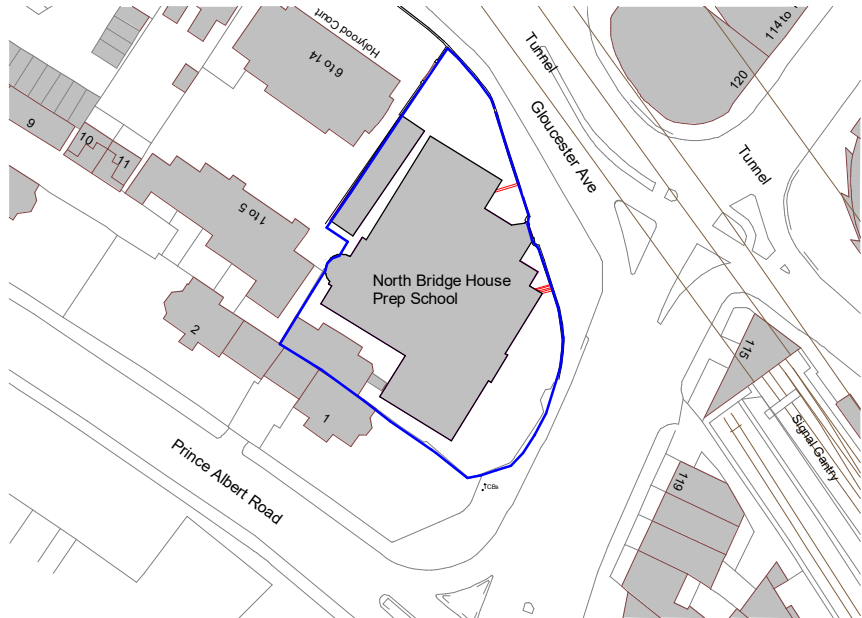 Holyrood Court
6 to 14
Tunnel
114 to
120
Gloucester Ave
Tunnel
9
10
11
1 to 5
North Bridge House
Prep School
2
1
115
Signal Gantry
Prince Albert Road
TCBs
119